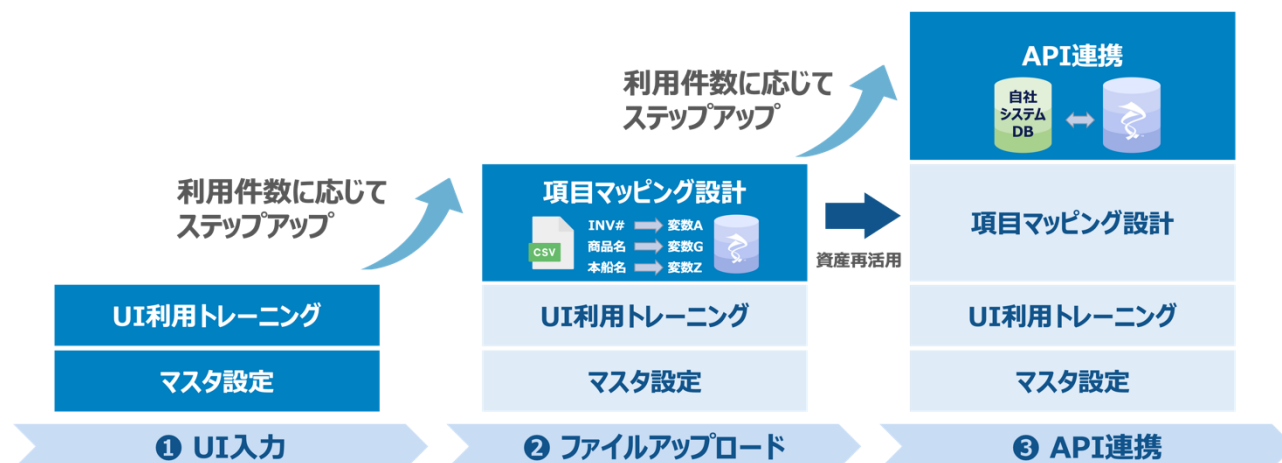 利用件数に応じて
ステップアップ
UI利用トレーニング
マスタ設定
❶ UI入力
利用件数に応じて
ステップアップ
項目マッピング設計
CSV
INV# 変数A
商品名 変数G
本船名 変数Z
UI利用トレーニング
マスタ設定
❷ ファイルアップロード
資産再活用
API連携
自社
システム
DB
項目マッピング設計
UI利用トレーニング
マスタ設定
❸ API連携